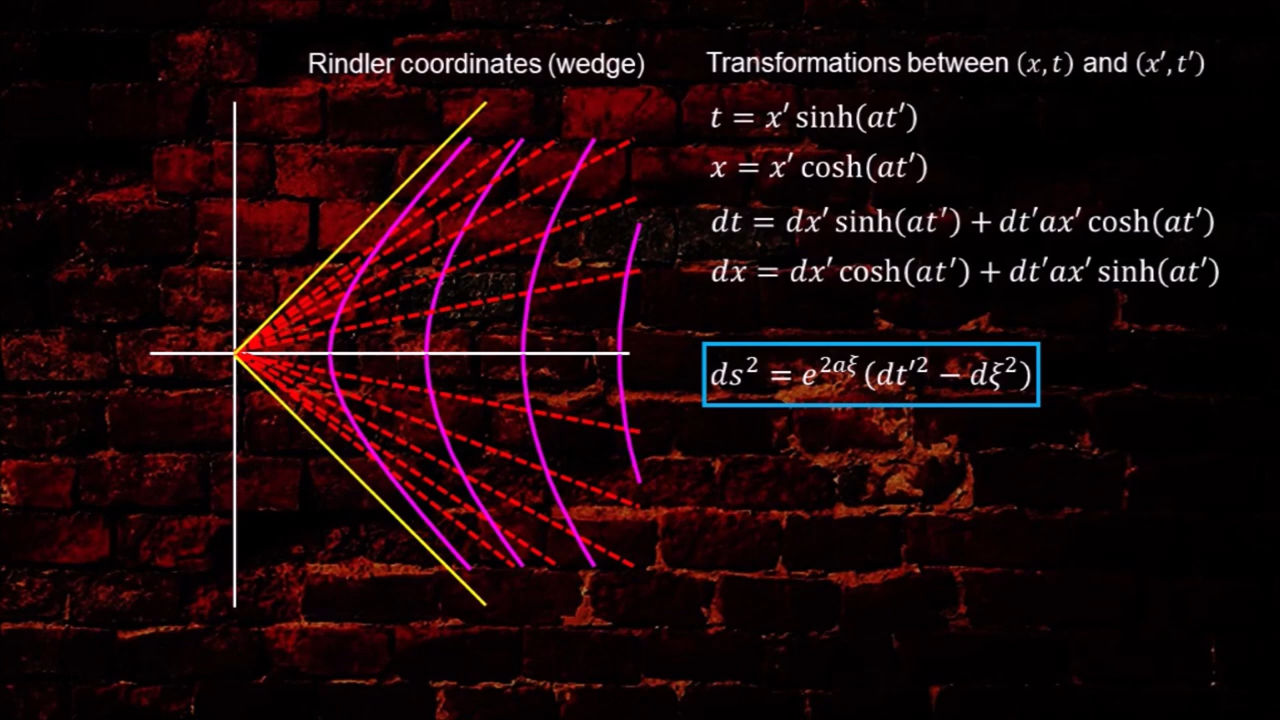 Rindler coordinates (wedge)
Transformations between (x, t) and (x′, t′)
t = x′ sinh(at′)
x = x′ cosh(at′)
dt = dx′ sinh(at′) + dt′ax′ cosh(at′)
dx = dx′ cosh(at′) + dt′ax′ sinh(at′)
ds² = e²ᵃξ (dt′² − dξ²)